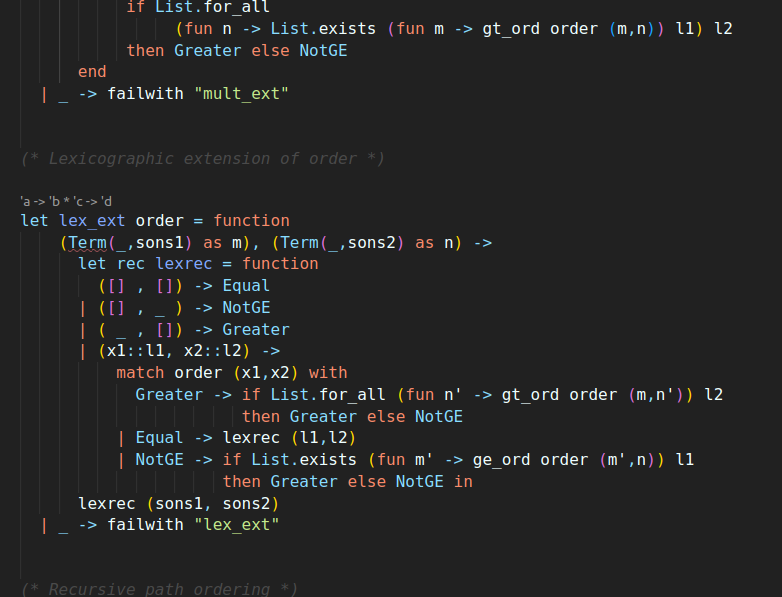 if List.for_all
(fun n -> List.exists (fun m -> gt_ord order (m,n)) l1) l2
then Greater else NotGE
end
| _ -> failwith "mult_ext"
(* Lexicographic extension of order *)
'a -> 'b * 'c -> 'd
let lex_ext order = function
(Term(_,sons1) as m), (Term(_,sons2) as n) ->
let rec lexrec = function
([] , []) -> Equal
| ([] , _ ) -> NotGE
| ( _ , []) -> Greater
| (x1::l1, x2::l2) ->
match order (x1,x2) with
Greater -> if List.for_all (fun n' -> gt_ord order (m,n')) l2
then Greater else NotGE
| Equal -> lexrec (l1,l2)
| NotGE -> if List.exists (fun m' -> ge_ord order (m',n)) l1
then Greater else NotGE in
lexrec (sons1, sons2)
| _ -> failwith "lex_ext"
(* Recursive path ordering *)